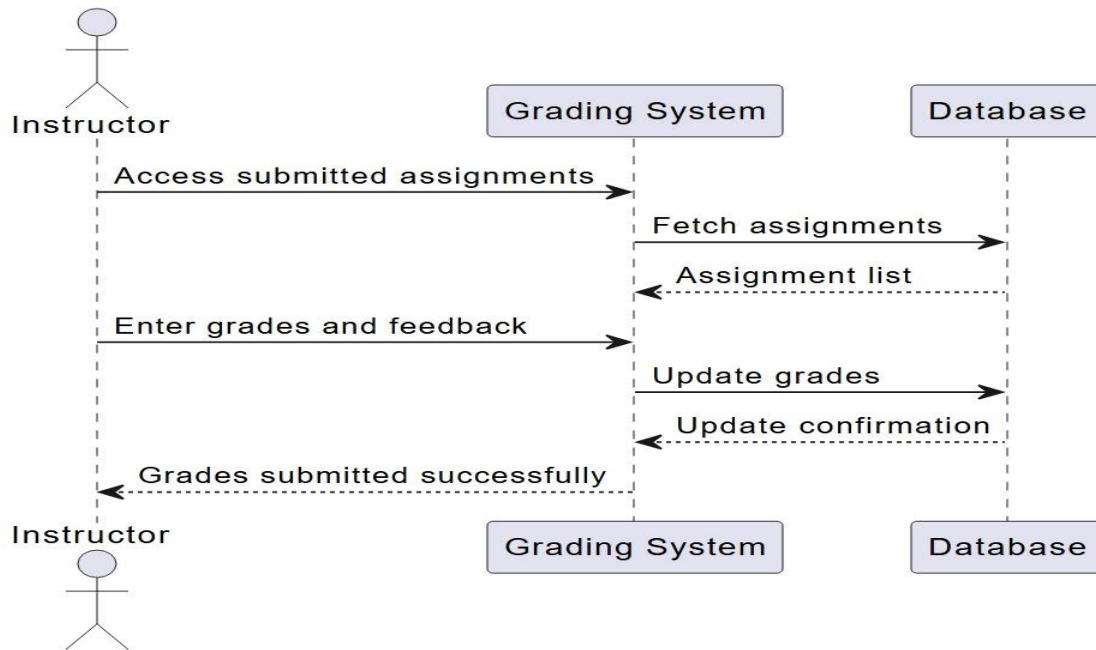 Instructor
Grading System
Database
Access submitted assignments
Fetch assignments
Assignment list
Enter grades and feedback
Update grades
Update confirmation
Grades submitted successfully
Instructor
Grading System
Database